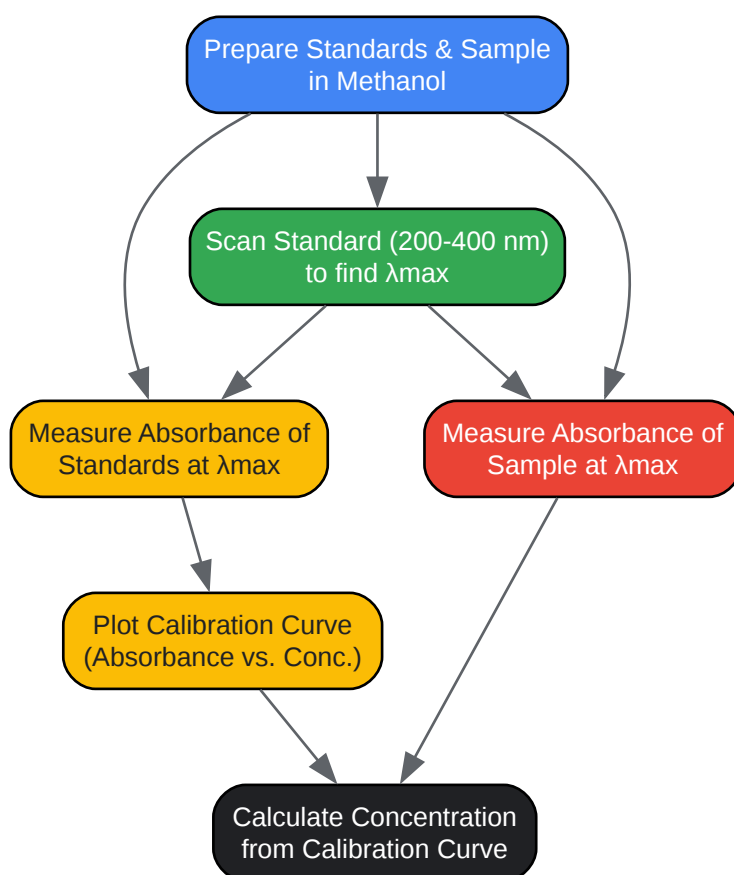 Prepare Standards & Sample
in Methanol
Scan Standard (200-400 nm)
to find λmax
Measure Absorbance of
Standards at λmax
Measure Absorbance of
Sample at λmax
Plot Calibration Curve
(Absorbance vs. Conc.)
Calculate Concentration
from Calibration Curve